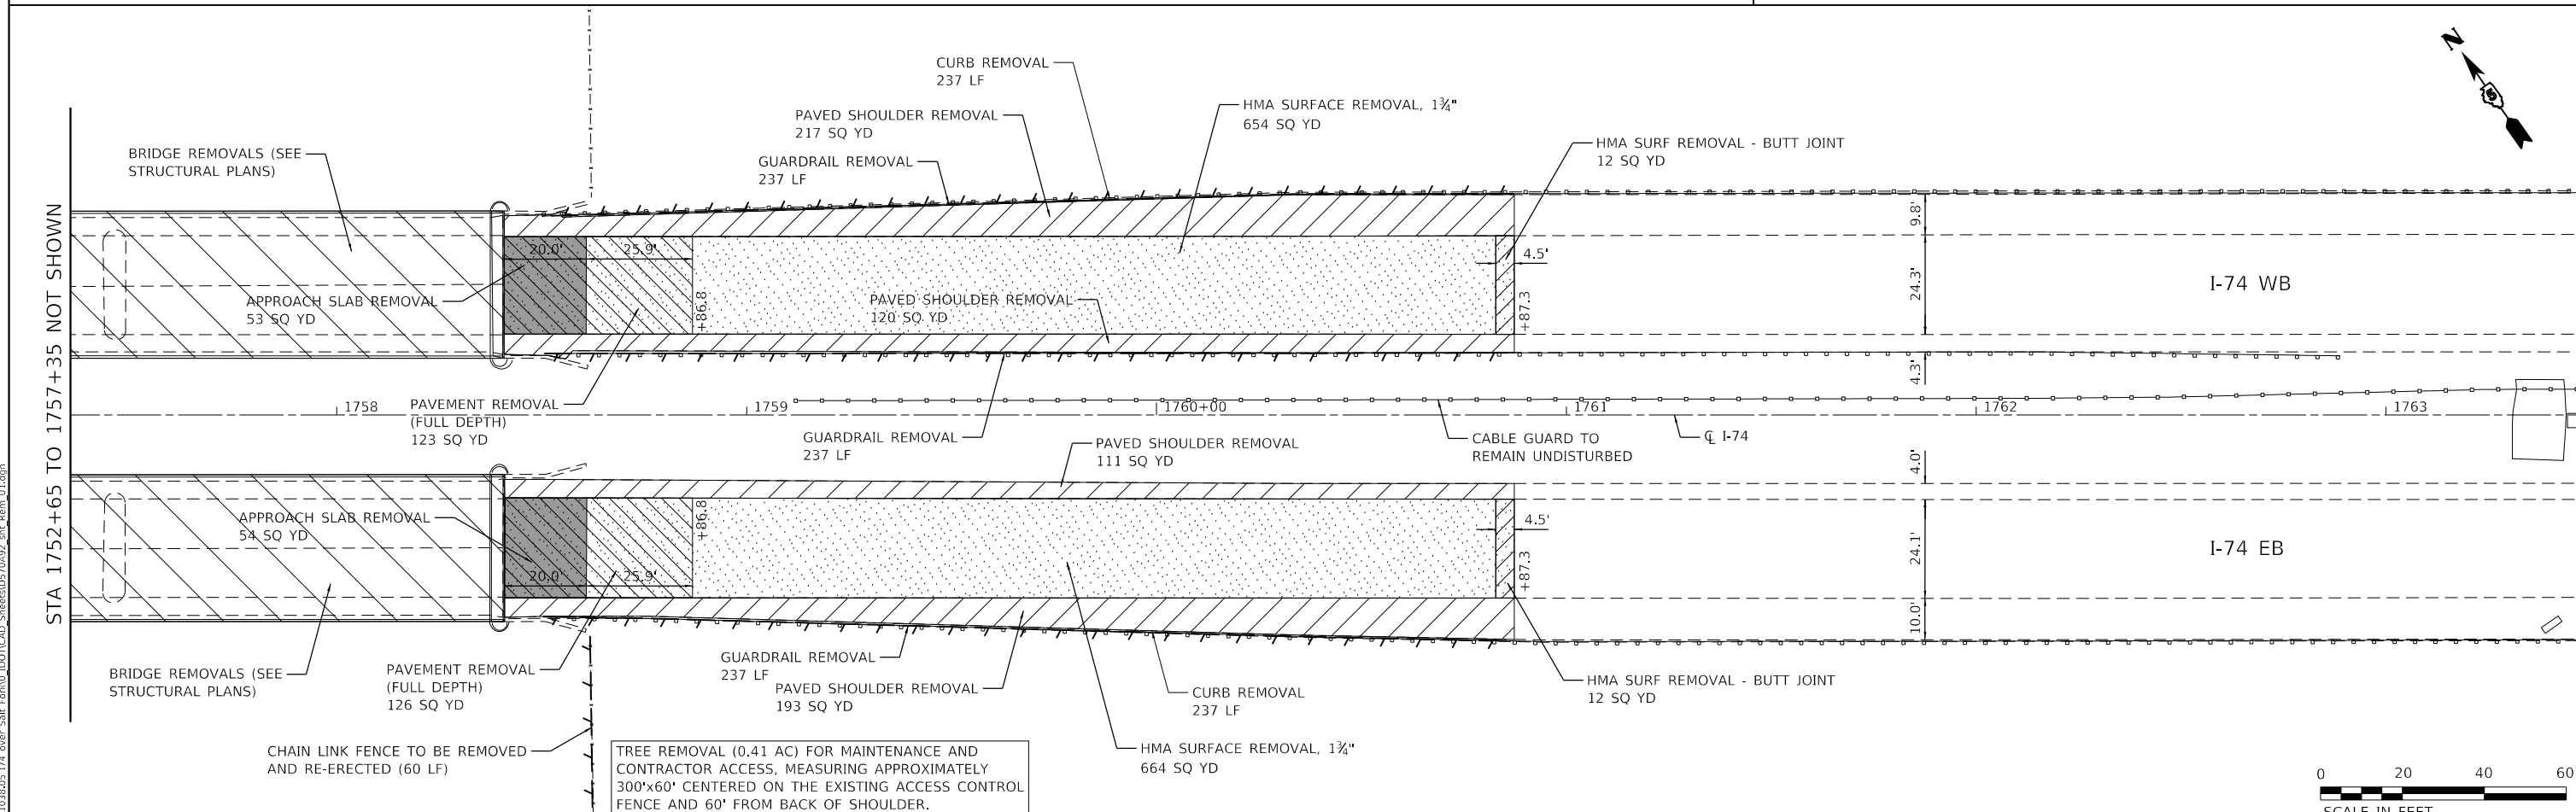 CURB REMOVAL
237 LF
PAVED SHOULDER REMOVAL
217 SQ YD
HMA SURFACE REMOVAL, 1¾"
654 SQ YD
N
HMA SURF REMOVAL - BUTT JOINT
12 SQ YD
BRIDGE REMOVALS (SEE
STRUCTURAL PLANS)
GUARDRAIL REMOVAL
237 LF
STA 1752+65 TO 1757+35 NOT SHOWN
20.0'
25.9'
4.5'
9.8'
24.3'
4.3'
I-74 WB
APPROACH SLAB REMOVAL
53 SQ YD
+86.8
PAVED SHOULDER REMOVAL
120 SQ YD
+87.3
PAVEMENT REMOVAL
(FULL DEPTH)
123 SQ YD
1758
1759
1760+00
1761
1762
1763
GUARDRAIL REMOVAL
237 LF
PAVED SHOULDER REMOVAL
111 SQ YD
CABLE GUARD TO
REMAIN UNDISTURBED
℄ I-74
4.0'
24.1'
10.0'
APPROACH SLAB REMOVAL
54 SQ YD
+86.8
4.5'
+87.3
I-74 EB
20.0'
25.9'
BRIDGE REMOVALS (SEE
STRUCTURAL PLANS)
PAVEMENT REMOVAL
(FULL DEPTH)
126 SQ YD
GUARDRAIL REMOVAL
237 LF
PAVED SHOULDER REMOVAL
193 SQ YD
CURB REMOVAL
237 LF
HMA SURF REMOVAL - BUTT JOINT
12 SQ YD
CHAIN LINK FENCE TO BE REMOVED
AND RE-ERECTED (60 LF)
TREE REMOVAL (0.41 AC) FOR MAINTENANCE AND
CONTRACTOR ACCESS, MEASURING APPROXIMATELY
300'x60' CENTERED ON THE EXISTING ACCESS CONTROL
FENCE AND 60' FROM BACK OF SHOULDER.
HMA SURFACE REMOVAL, 1¾"
664 SQ YD
0 20 40 60
SCALE IN FEET